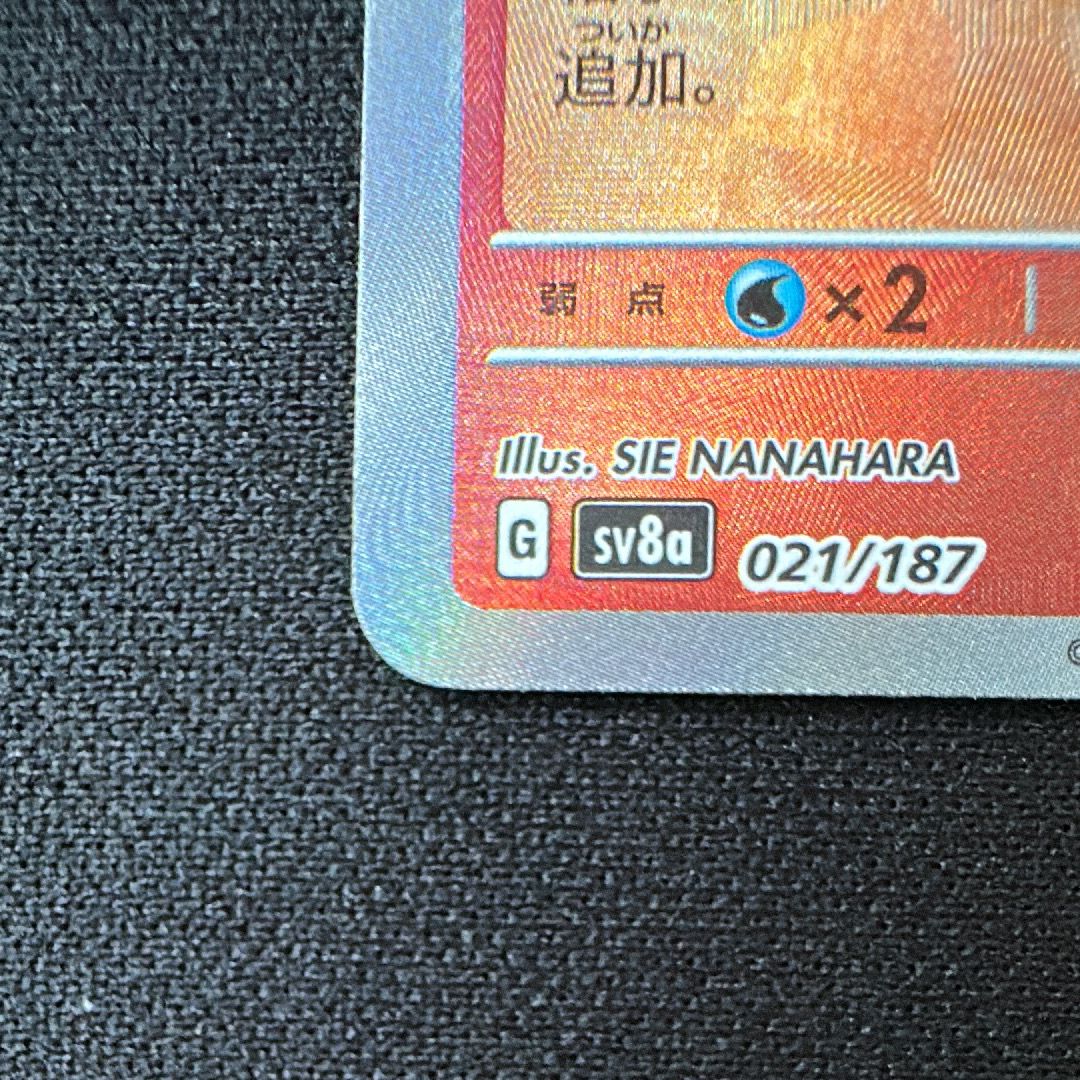 ついか
追加。
弱 点 ×2
Illus. SIE NANAHARA
G sv8a 021/187
©